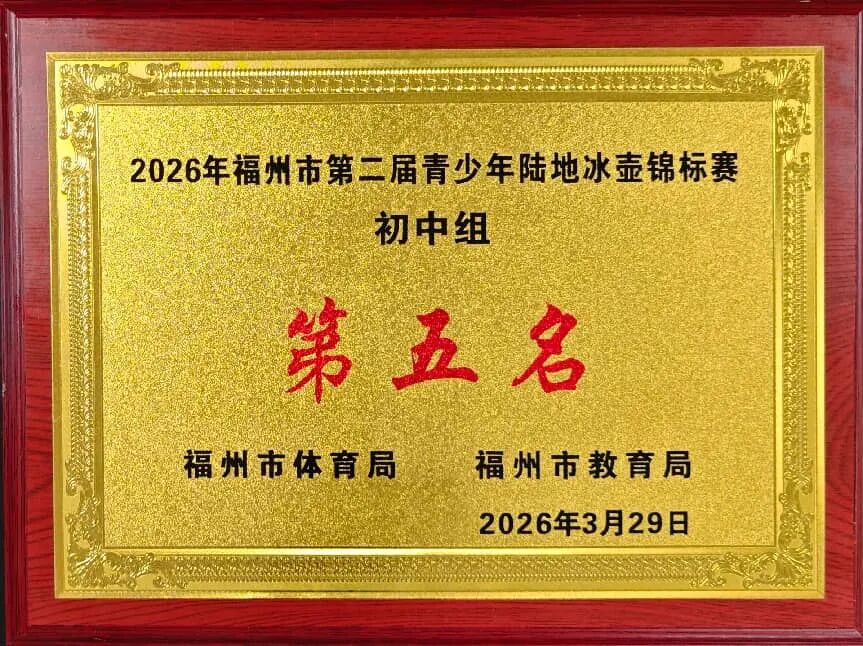 2026年福州市第二届青少年陆地冰壶锦标赛
初中组
第五名
福州市体育局 福州市教育局
2026年3月29日